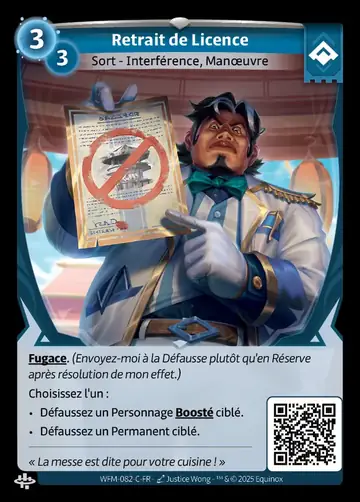 3
3
Retrait de Licence
Sort - Interférence, Manœuvre
Fugace. (Envoyez-moi à la Défausse plutôt qu'en Réserve
après résolution de mon effet.)
Choisissez l'un :
• Défaussez un Personnage Boosté ciblé.
• Défaussez un Permanent ciblé.
« La messe est dite pour votre cuisine ! »
WFM-082-C-FR - Justice Wong - ™ & © 2025 Equinox